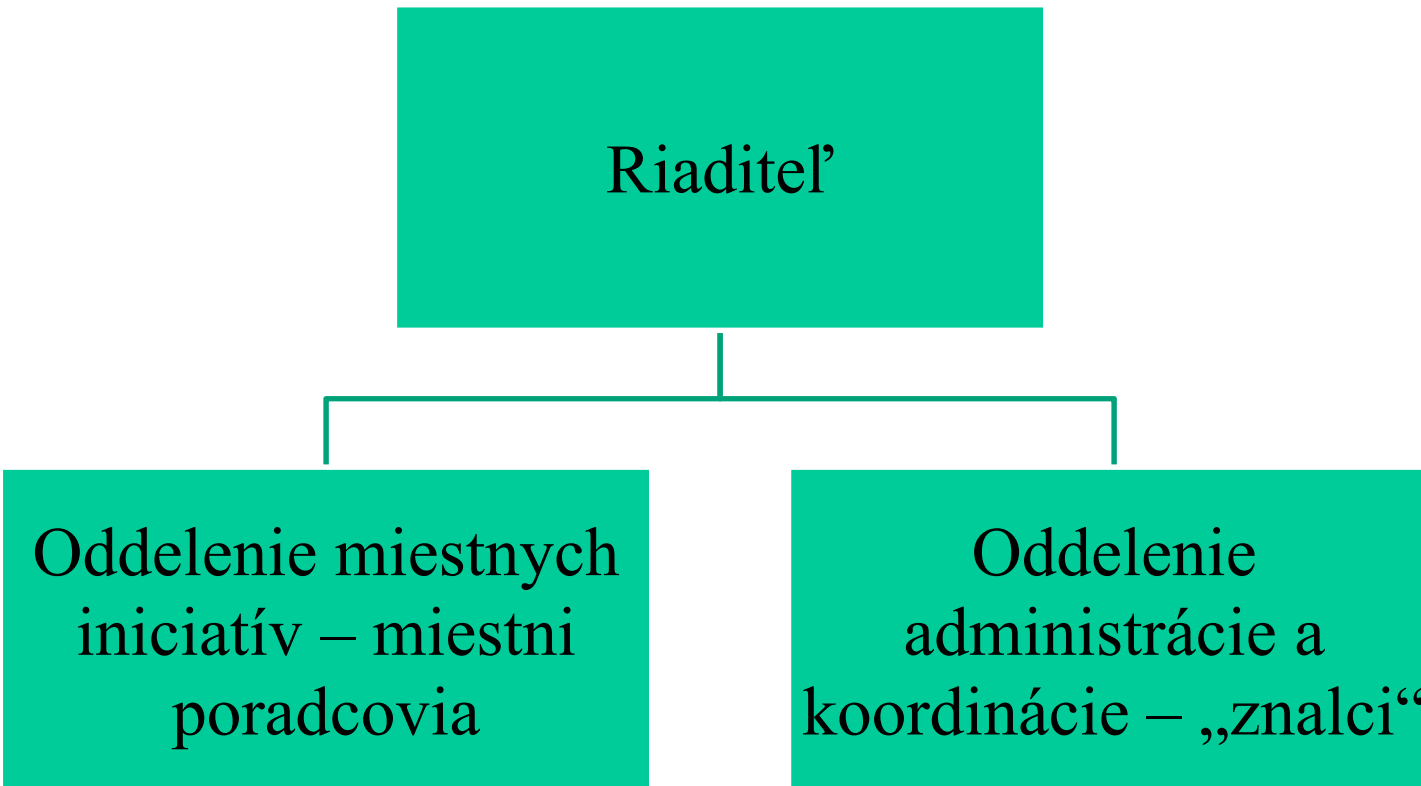 Riaditeľ
Oddelenie miestnych
iniciatív – miestni
poradcovia
Oddelenie
administrácie a
koordinácie – „znalci“